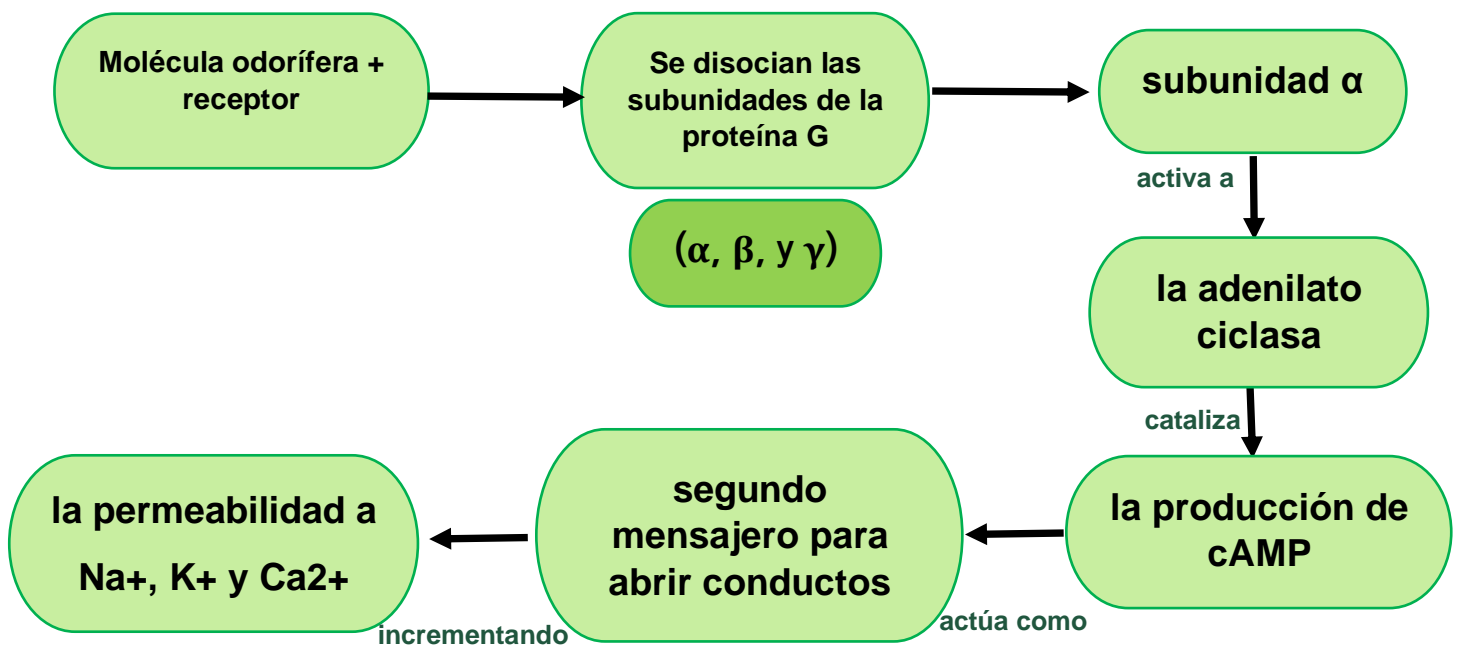 Molécula odorífera +
receptor
Se disocian las
subunidades de la
proteína G
(α, β, y γ)
subunidad α
activa a
la adenilato
ciclasa
cataliza
la producción de
cAMP
actúa como
segundo
mensajero para
abrir conductos
incrementando
la permeabilidad a
Na+, K+ y Ca2+